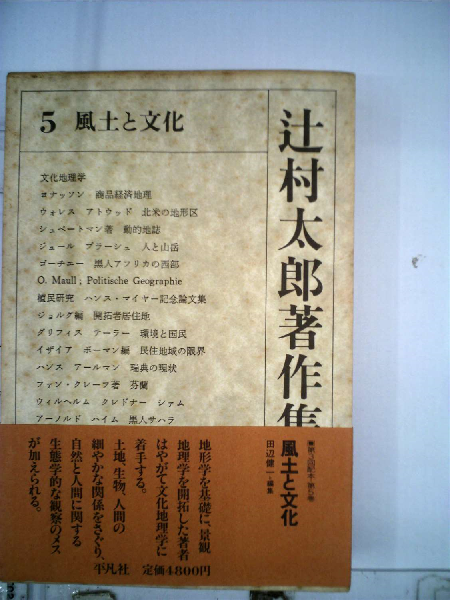 5 風土と文化
辻村太郎著作集
文化地理学
ヨナッソン 商品経済地理
ウォレス アトウッド 北米の地形区
シュペートマン著 動的地誌
ジュール ブラーシュ 人と山岳
ゴーチエー 黒人アフリカの西部
O. Maull ; Politische Geographie
殖民研究 ハンス・マイヤー記念論文集
ジョルグ編 開拓者居住地
グリフィス テーラー 環境と国民
イザイア ボーマン編 民住地域の限界
ハンス アールマン 瑞典の現状
ファン・クレーフ著 芬蘭
ウィルヘルム クレドナー シャム
アーノルド ハイム 黒人サハラ
第5巻
風土と文化
田辺健一=編集
地形学を基礎に、景観
地理学を開拓した著者
はやがて文化地理学に
着手する。
土地、生物、人間の
細やかな関係をさぐり、
自然と人間に関する
生態学的な観察のメス
が加えられる。
平凡社 定価4800円